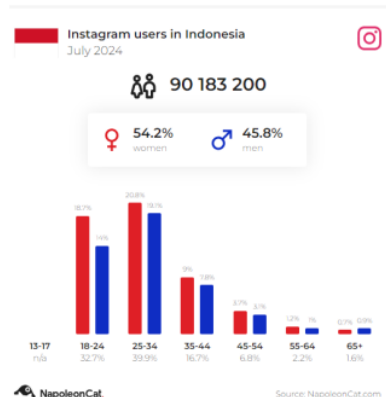 Instagram users in Indonesia
July 2024
90 183 200
54.2%
women
45.8%
men
18.7%
14%
20.8%
19.1%
9%
7.8%
3.7%
3.1%
1.2%
1%
0.7%
0.9%
13-17 18-24 25-34 35-44 45-54 55-64 65+
n/a 32.7% 39.9% 16.7% 6.8% 2.2% 1.6%
NapoleonCat. Source: NapoleonCat.com